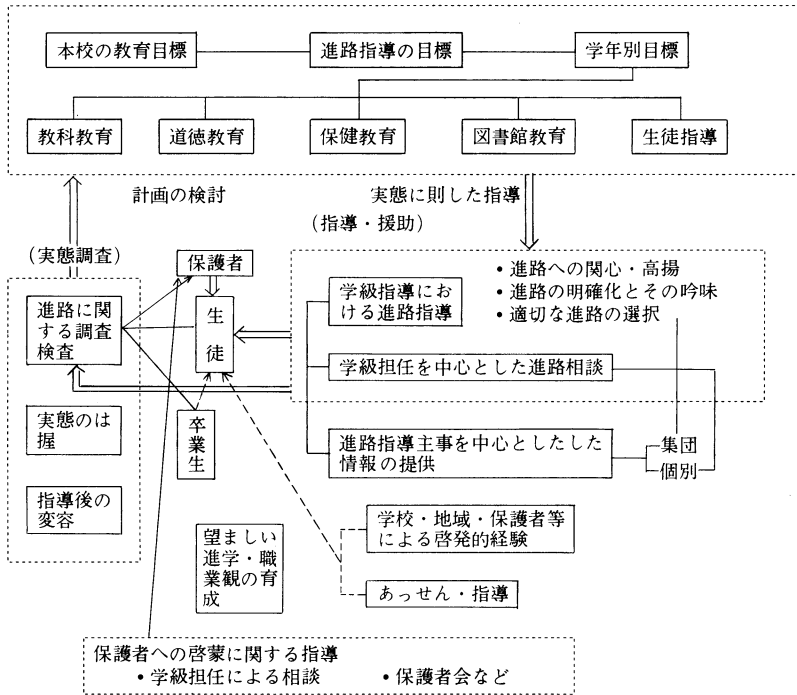 本校の教育目標
進路指導の目標
学年別目標
教科教育
道徳教育
保健教育
図書館教育
生徒指導
計画の検討
実態に則した指導
(指導・援助)
(実態調査)
保護者
進路に関
する調査
検査
生徒
卒業生
実態のは
握
指導後の
変容
学級指導にお
ける進路指導
・進路への関心・高揚
・進路の明確化とその吟味
・適切な進路の選択
学級担任を中心とした進路相談
進路指導主事を中心としたした
情報の提供
集団
個別
望ましい
進学・職
業観の育
成
学校・地域・保護者等
による啓発的経験
あっせん・指導
保護者への啓蒙に関する指導
・学級担任による相談 ・保護者会など